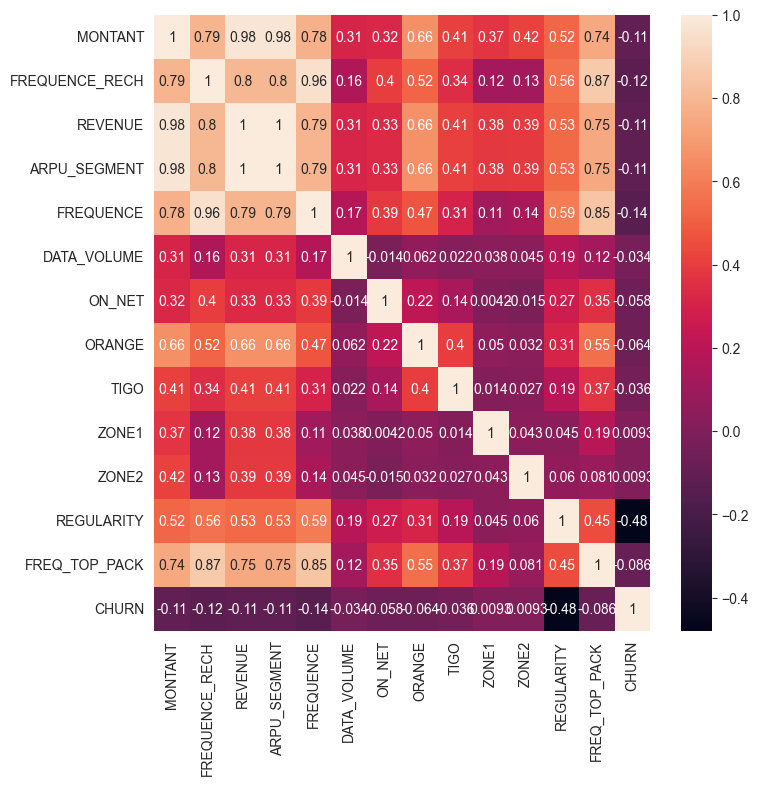 MONTANT 1 0.79 0.98 0.98 0.78 0.31 0.32 0.66 0.41 0.37 0.42 0.52 0.74 -0.11
FREQUENCE_RECH 0.79 1 0.8 0.8 0.96 0.16 0.4 0.52 0.34 0.12 0.13 0.56 0.87 -0.12
REVENUE 0.98 0.8 1 1 0.79 0.31 0.33 0.66 0.41 0.38 0.39 0.53 0.75 -0.11
ARPU_SEGMENT 0.98 0.8 1 1 0.79 0.31 0.33 0.66 0.41 0.38 0.39 0.53 0.75 -0.11
FREQUENCE 0.78 0.96 0.79 0.79 1 0.17 0.39 0.47 0.31 0.11 0.14 0.59 0.85 -0.14
DATA_VOLUME 0.31 0.16 0.31 0.31 0.17 1 -0.014 0.062 0.022 0.038 0.045 0.19 0.12 -0.034
ON_NET 0.32 0.4 0.33 0.33 0.39 -0.014 1 0.22 0.14 0.0042 -0.015 0.27 0.35 -0.058
ORANGE 0.66 0.52 0.66 0.66 0.47 0.062 0.22 1 0.4 0.05 0.032 0.31 0.55 -0.064
TIGO 0.41 0.34 0.41 0.41 0.31 0.022 0.14 0.4 1 0.014 0.027 0.19 0.37 -0.036
ZONE1 0.37 0.12 0.38 0.38 0.11 0.038 0.0042 0.05 0.014 1 0.043 0.045 0.19 0.0093
ZONE2 0.42 0.13 0.39 0.39 0.14 0.045 -0.015 0.032 0.027 0.043 1 0.06 0.081 0.0093
REGULARITY 0.52 0.56 0.53 0.53 0.59 0.19 0.27 0.31 0.19 0.045 0.06 1 0.45 -0.48
FREQ_TOP_PACK 0.74 0.87 0.75 0.75 0.85 0.12 0.35 0.55 0.37 0.19 0.081 0.45 1 -0.086
CHURN -0.11 -0.12 -0.11 -0.11 -0.14 -0.034 -0.058 -0.064 -0.036 0.0093 0.0093 -0.48 -0.086 1
MONTANT
FREQUENCE_RECH
REVENUE
ARPU_SEGMENT
FREQUENCE
DATA_VOLUME
ON_NET
ORANGE
TIGO
ZONE1
ZONE2
REGULARITY
FREQ_TOP_PACK
CHURN
1.0
0.8
0.6
0.4
0.2
0.0
−0.2
−0.4